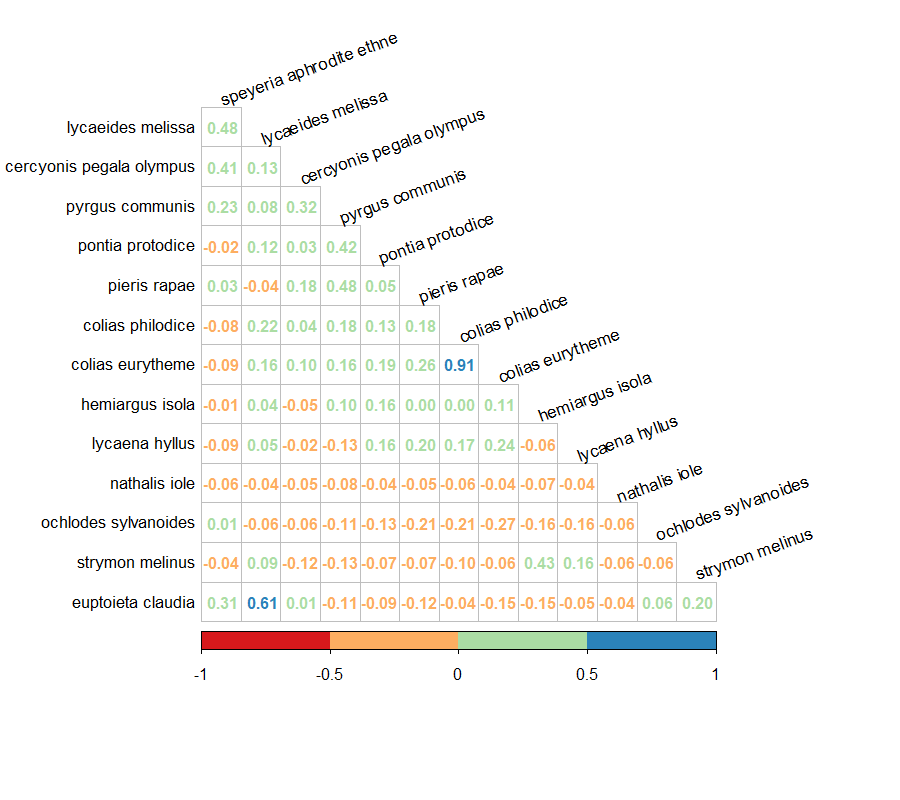 speyeria aphrodite ethne
lycaeides melissa 0.48 lycaeides melissa
cercyonis pegala olympus 0.41 0.13 cercyonis pegala olympus
pyrgus communis 0.23 0.08 0.32 pyrgus communis
pontia protodice -0.02 0.12 0.03 0.42 pontia protodice
pieris rapae 0.03 -0.04 0.18 0.48 0.05 pieris rapae
colias philodice -0.08 0.22 0.04 0.18 0.13 0.18 colias philodice
colias eurytheme -0.09 0.16 0.10 0.16 0.19 0.26 0.91 colias eurytheme
hemiargus isola -0.01 0.04 -0.05 0.10 0.16 0.00 0.00 0.11 hemiargus isola
lycaena hyllus -0.09 0.05 -0.02 -0.13 0.16 0.20 0.17 0.24 -0.06 lycaena hyllus
nathalis iole -0.06 -0.04 -0.05 -0.08 -0.04 -0.05 -0.06 -0.04 -0.07 -0.04 nathalis iole
ochlodes sylvanoides 0.01 -0.06 -0.06 -0.11 -0.13 -0.21 -0.21 -0.27 -0.16 -0.16 -0.06 ochlodes sylvanoides
strymon melinus -0.04 0.09 -0.12 -0.13 -0.07 -0.07 -0.10 -0.06 0.43 0.16 -0.06 -0.06 strymon melinus
euptoieta claudia 0.31 0.61 0.01 -0.11 -0.09 -0.12 -0.04 -0.15 -0.15 -0.05 -0.04 0.06 0.20
-1 -0.5 0 0.5 1